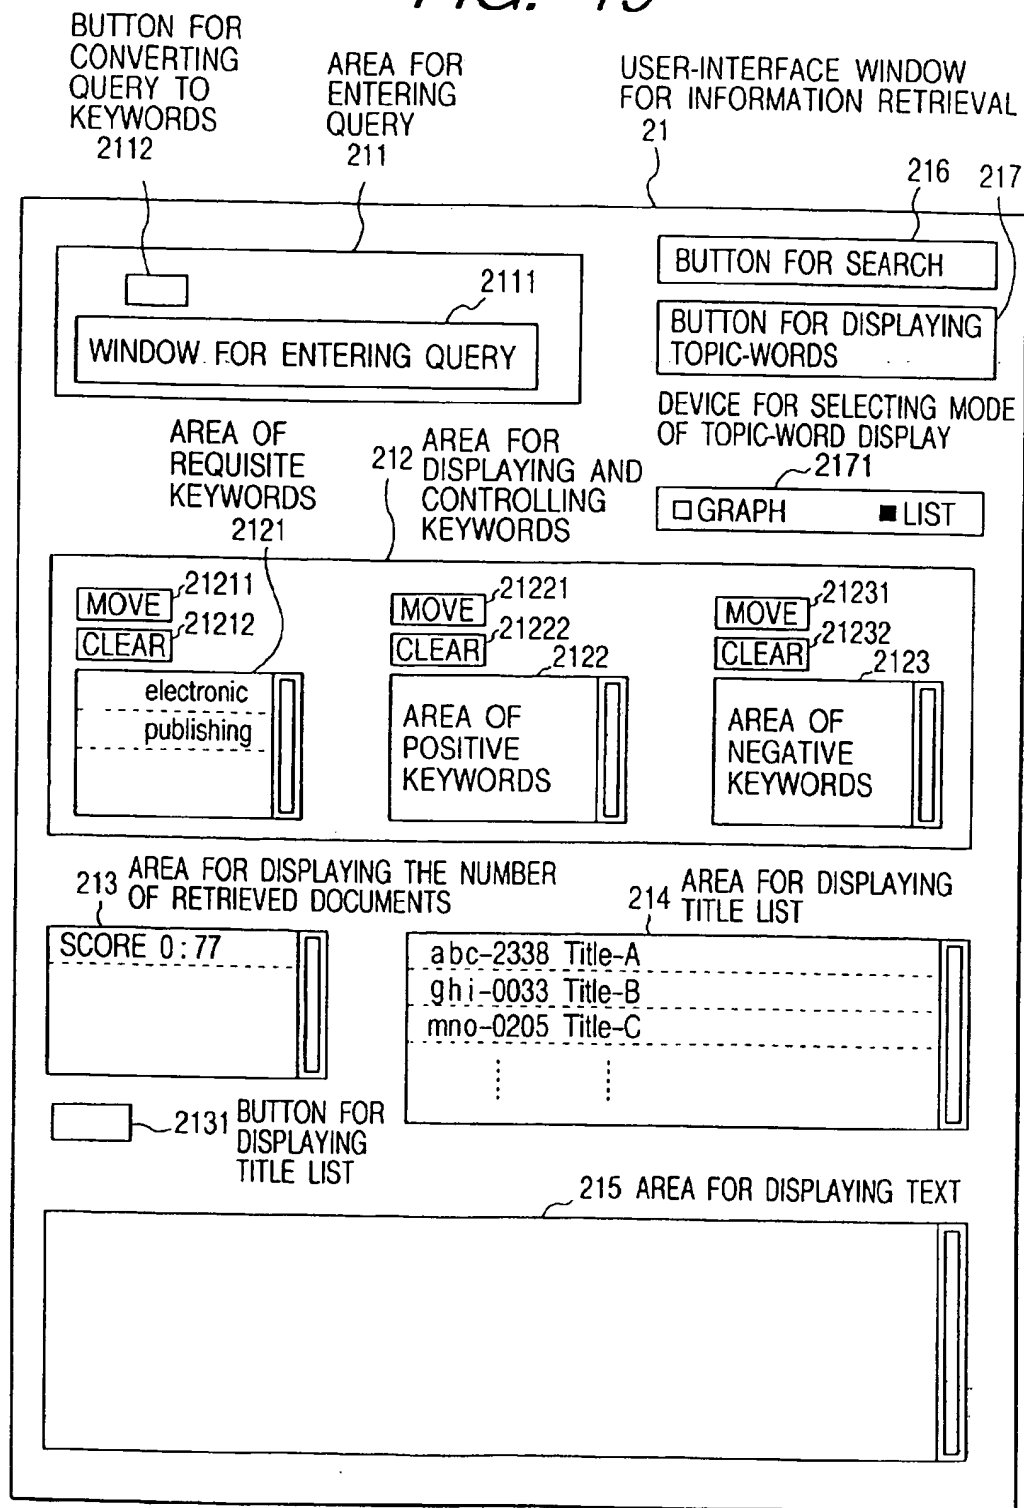 FIG. 15
BUTTON FOR
CONVERTING
QUERY TO
KEYWORDS
2112
AREA FOR
ENTERING
QUERY
211
USER-INTERFACE WINDOW
FOR INFORMATION RETRIEVAL
21
216
217
2111
WINDOW FOR ENTERING QUERY
BUTTON FOR SEARCH
BUTTON FOR DISPLAYING
TOPIC-WORDS
DEVICE FOR SELECTING MODE
OF TOPIC-WORD DISPLAY
2171
GRAPH
LIST
AREA OF
REQUISITE
KEYWORDS
2121
212
AREA FOR
DISPLAYING AND
CONTROLLING
KEYWORDS
MOVE
21211
CLEAR
21212
electronic
publishing
MOVE
21221
CLEAR
21222
2122
AREA OF
POSITIVE
KEYWORDS
MOVE
21231
CLEAR
21232
2123
AREA OF
NEGATIVE
KEYWORDS
213
AREA FOR DISPLAYING THE NUMBER
OF RETRIEVED DOCUMENTS
SCORE 0:77
214
AREA FOR DISPLAYING
TITLE LIST
abc-2338 Title-A
ghi-0033 Title-B
mno-0205 Title-C
2131
BUTTON FOR
DISPLAYING
TITLE LIST
215 AREA FOR DISPLAYING TEXT